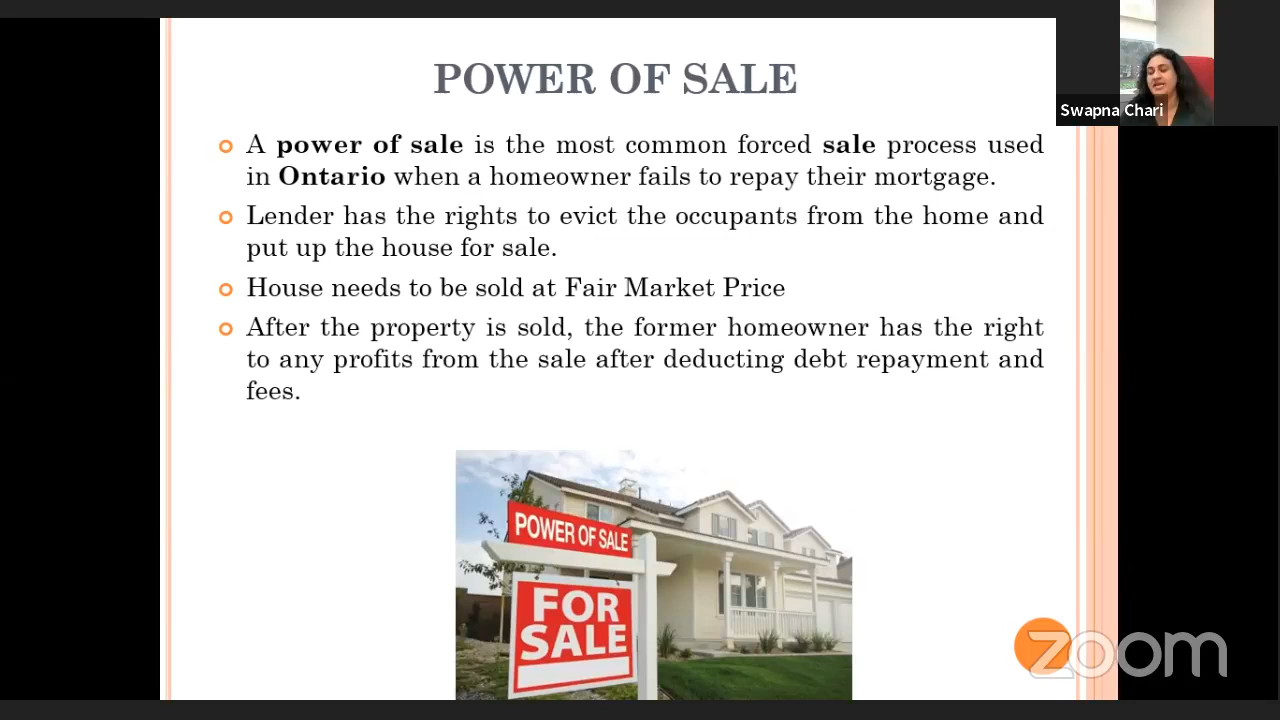 POWER OF SALE
Swapna Chari
A power of sale is the most common forced sale process used
in Ontario when a homeowner fails to repay their mortgage.
Lender has the rights to evict the occupants from the home and
put up the house for sale.
House needs to be sold at Fair Market Price
After the property is sold, the former homeowner has the right
to any profits from the sale after deducting debt repayment and
fees.
POWER OF SALE
FOR
SALE
zoom